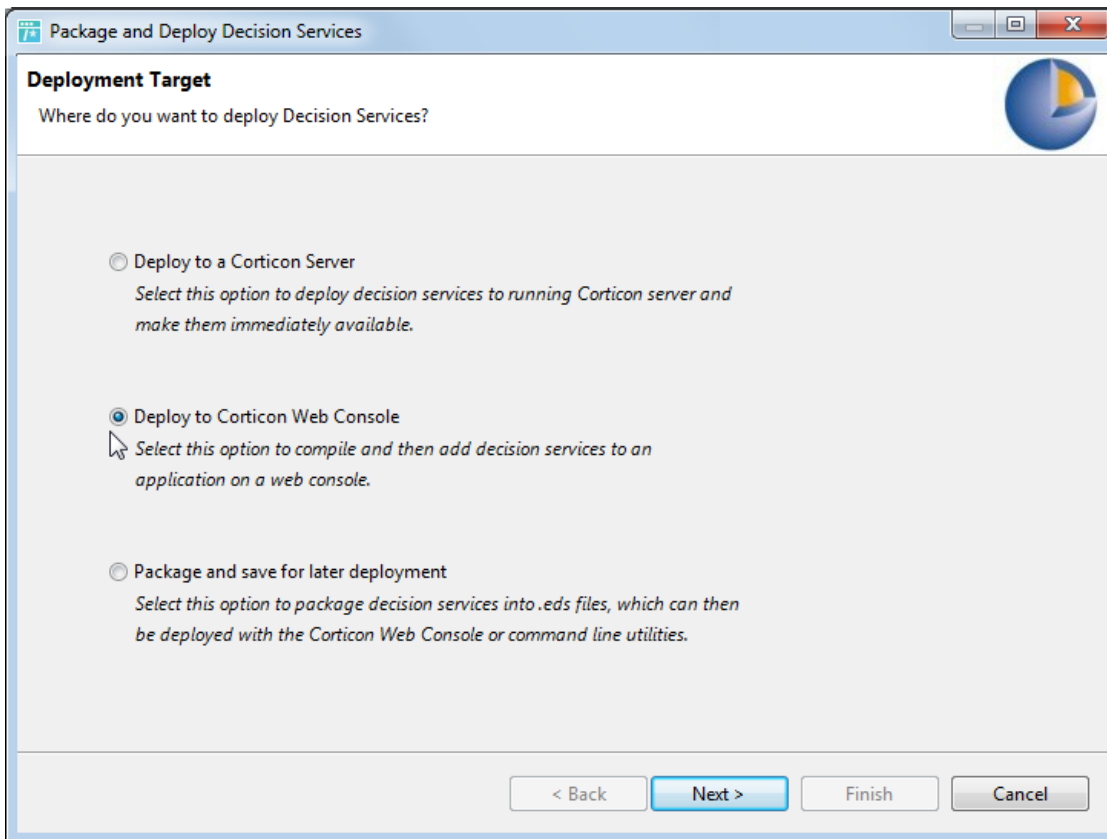 Package and Deploy Decision Services
Deployment Target
Where do you want to deploy Decision Services?
Deploy to a Corticon Server
Select this option to deploy decision services to running Corticon server and
make them immediately available.
Deploy to Corticon Web Console
Select this option to compile and then add decision services to an
application on a web console.
Package and save for later deployment
Select this option to package decision services into .eds files, which can then
be deployed with the Corticon Web Console or command line utilities.
< Back Next > Finish Cancel